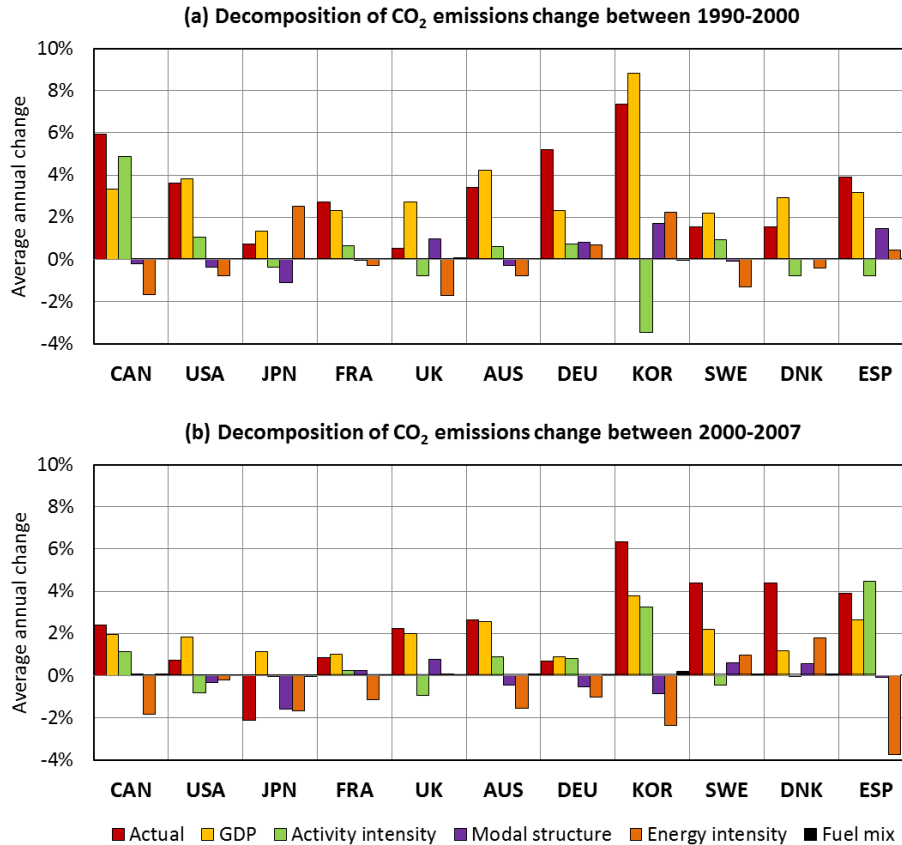 (a) Decomposition of CO₂ emissions change between 1990-2000
Average annual change
10%
8%
6%
4%
2%
0%
-2%
-4%
CAN USA JPN FRA UK AUS DEU KOR SWE DNK ESP
(b) Decomposition of CO₂ emissions change between 2000-2007
Average annual change
10%
8%
6%
4%
2%
0%
-2%
-4%
CAN USA JPN FRA UK AUS DEU KOR SWE DNK ESP
Actual GDP Activity intensity Modal structure Energy intensity Fuel mix